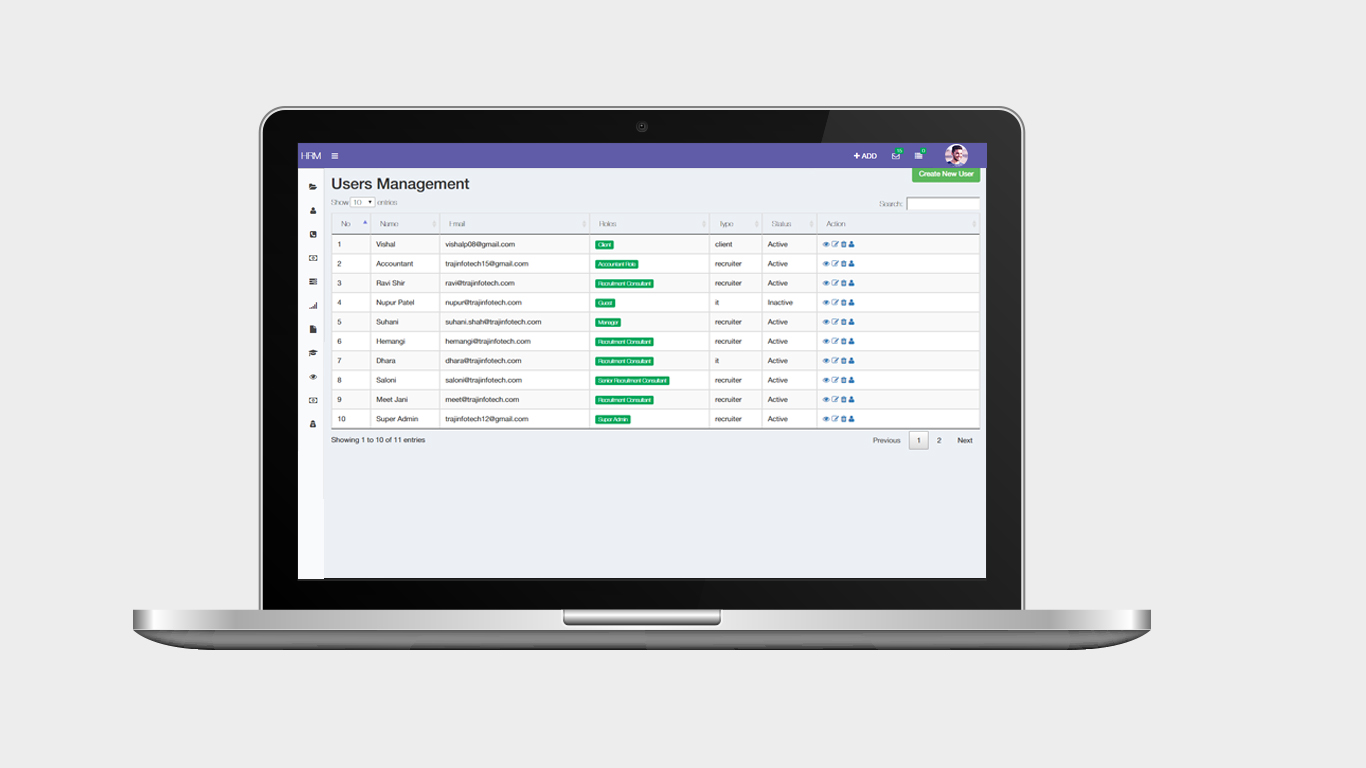 HRM + ADD
Create New User
Users Management
Show 10 entries
Search:
No Name Email Roles Type Status Action
1 Vishal vishalp08@gmail.com Client client Active
2 Accountant trajinfotech15@gmail.com Accountant Role recruiter Active
3 Ravi Shir ravi@trajinfotech.com Recruitment Consultant recruiter Active
4 Nupur Patel nupur@trajinfotech.com Guest it Inactive
5 Suhani suhani.shah@trajinfotech.com Manager recruiter Active
6 Hemangi hemangi@trajinfotech.com Recruitment Consultant recruiter Active
7 Dhara dhara@trajinfotech.com Recruitment Consultant it Active
8 Saloni saloni@trajinfotech.com Senior Recruitment Consultant recruiter Active
9 Meet Jani meet@trajinfotech.com Recruitment Consultant recruiter Active
10 Super Admin trajinfotech12@gmail.com Super Admin recruiter Active
Showing 1 to 10 of 11 entries Previous 1 2 Next